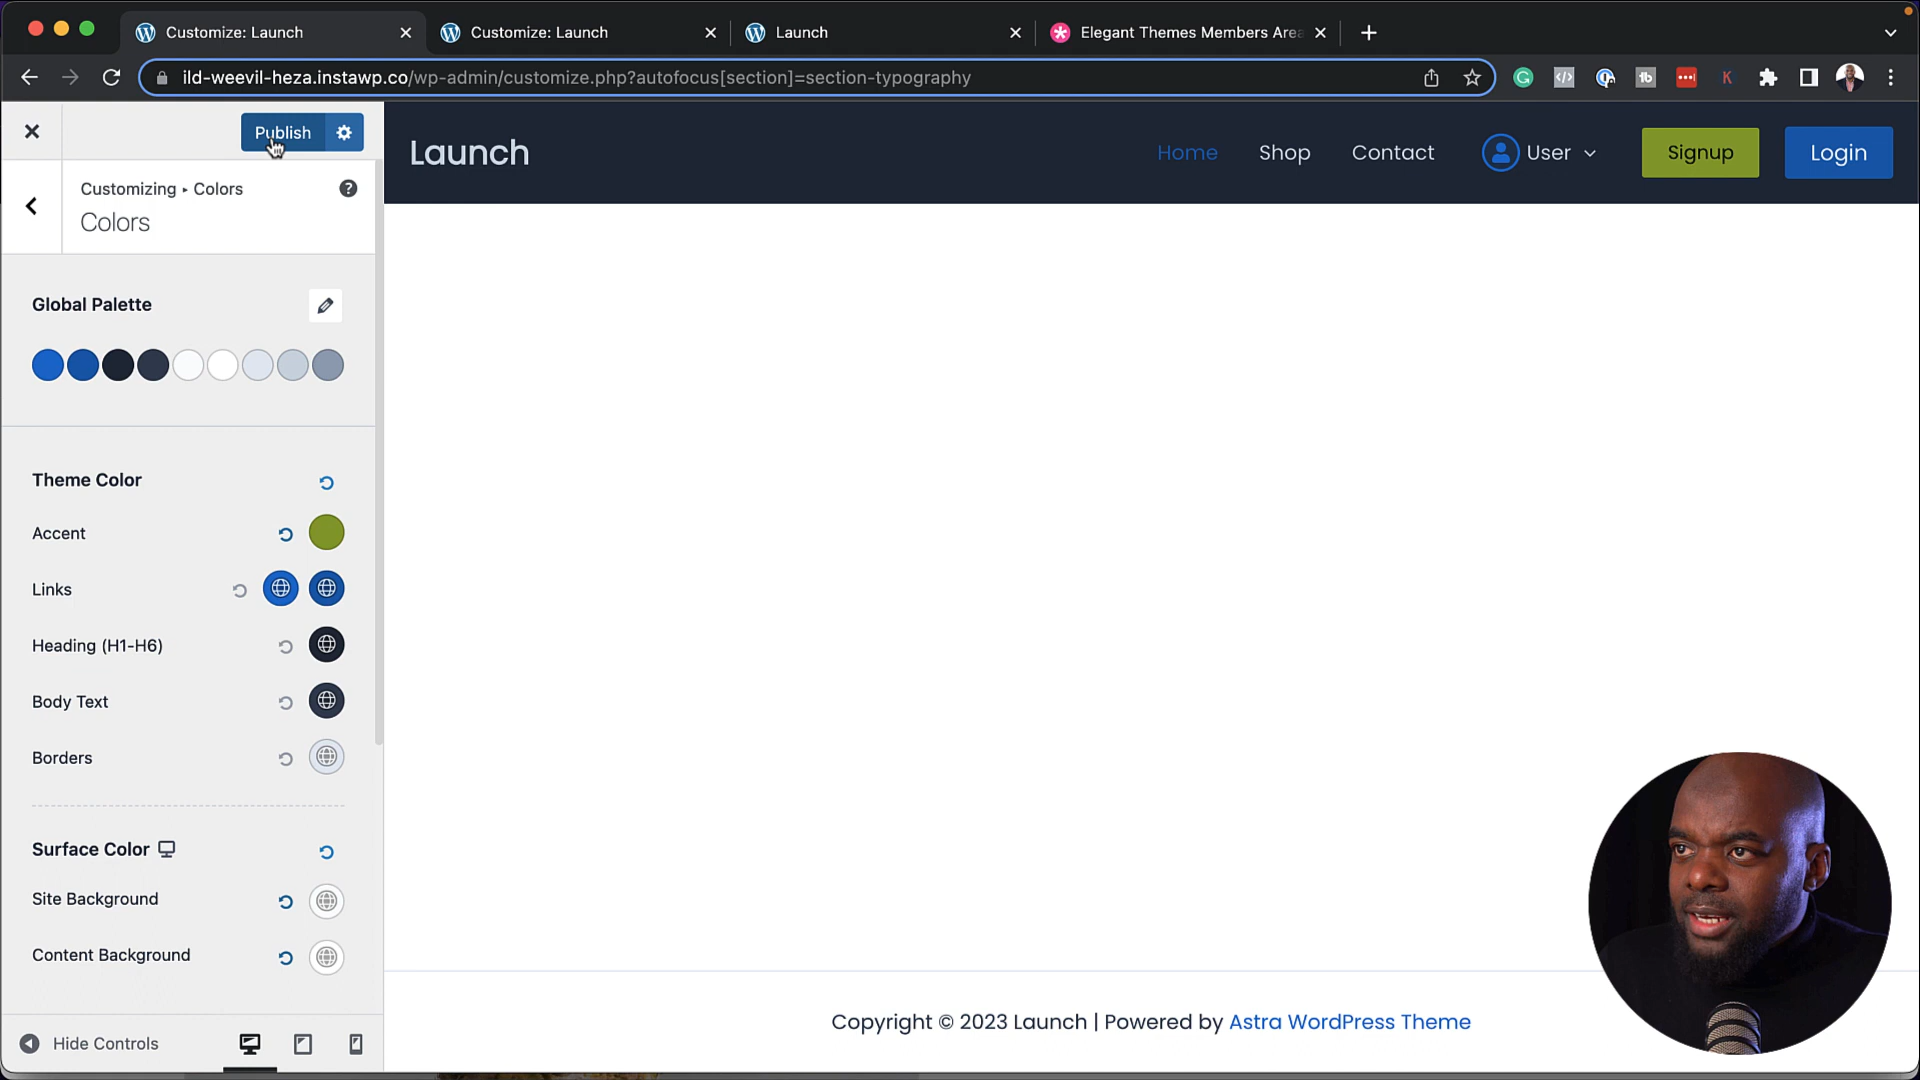 Customize: Launch
Customize: Launch
Launch
Elegant Themes Members Area
ild-weevil-heza.instawp.co/wp-admin/customize.php?autofocus[section]=section-typography
Publish
Launch
Home
Shop
Contact
User
Signup
Login
Customizing ▸ Colors
Colors
Global Palette
Theme Color
Accent
Links
Heading (H1-H6)
Body Text
Borders
Surface Color
Site Background
Content Background
Hide Controls
Copyright © 2023 Launch | Powered by Astra WordPress Theme